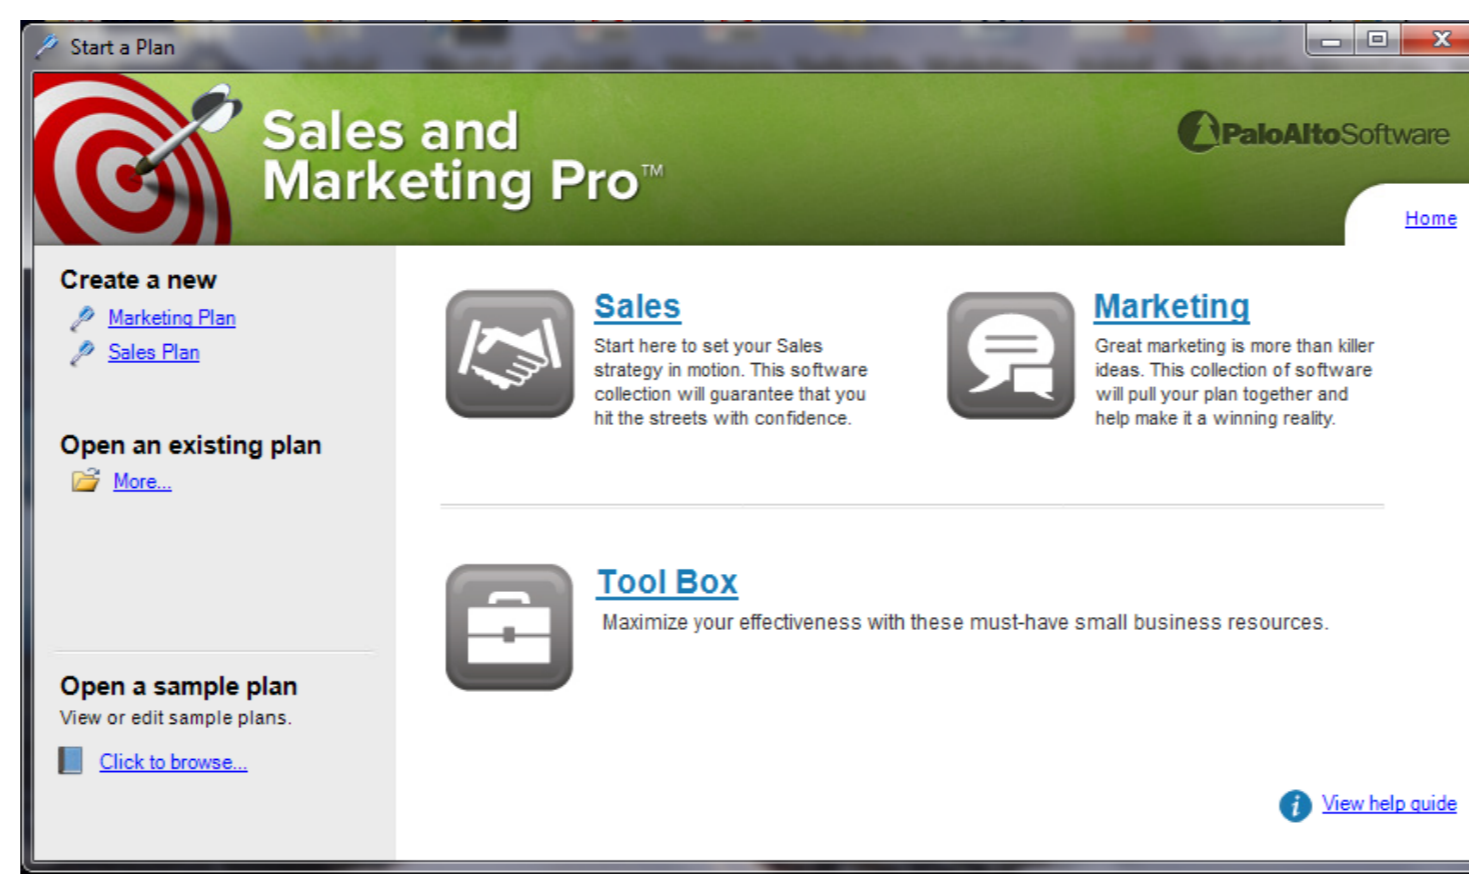 Start a Plan
Sales and
Marketing Pro™
PaloAltoSoftware
Home
Create a new
Marketing Plan
Sales Plan
Open an existing plan
More...
Open a sample plan
View or edit sample plans.
Click to browse...
Sales
Start here to set your Sales
strategy in motion. This software
collection will guarantee that you
hit the streets with confidence.
Marketing
Great marketing is more than killer
ideas. This collection of software
will pull your plan together and
help make it a winning reality.
Tool Box
Maximize your effectiveness with these must-have small business resources.
i View help guide